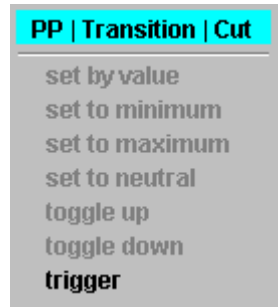 PP | Transition | Cut
set by value
set to minimum
set to maximum
set to neutral
toggle up
toggle down
trigger